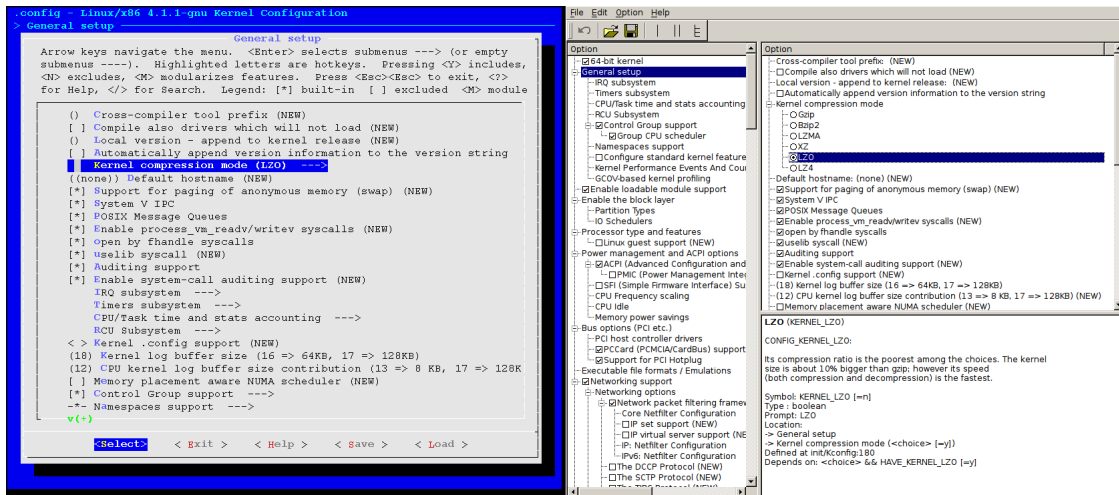 .config - Linux/x86 4.1.1-gnu Kernel Configuration
> General setup
General setup
Arrow keys navigate the menu. <Enter> selects submenus ---> (or empty
submenus ----). Highlighted letters are hotkeys. Pressing <Y> includes,
<N> excludes, <M> modularizes features. Press <Esc><Esc> to exit, <?>
for Help, </> for Search. Legend: [*] built-in [ ] excluded <M> module
() Cross-compiler tool prefix (NEW)
[ ] Compile also drivers which will not load (NEW)
() Local version - append to kernel release (NEW)
[ ] Automatically append version information to the version string
Kernel compression mode (LZO) --->
((none)) Default hostname (NEW)
[*] Support for paging of anonymous memory (swap) (NEW)
[*] System V IPC
[*] POSIX Message Queues
[*] Enable process_vm_readv/writev syscalls (NEW)
[*] open by fhandle syscalls
[*] uselib syscall (NEW)
[*] Auditing support
[*] Enable system-call auditing support (NEW)
IRQ subsystem --->
Timers subsystem --->
CPU/Task time and stats accounting --->
RCU Subsystem --->
< > Kernel .config support (NEW)
(18) Kernel log buffer size (16 => 64KB, 17 => 128KB)
(12) CPU kernel log buffer size contribution (13 => 8 KB, 17 => 128K
[ ] Memory placement aware NUMA scheduler (NEW)
[*] Control Group support --->
-*- Namespaces support --->
v(+)
<Select> < Exit > < Help > < Save > < Load >
File Edit Option Help
Option
64-bit kernel
General setup
IRQ subsystem
Timers subsystem
CPU/Task time and stats accounting
RCU Subsystem
Control Group support
Group CPU scheduler
Namespaces support
Configure standard kernel feature
Kernel Performance Events And Cou
GCOV-based kernel profiling
Enable loadable module support
Enable the block layer
Partition Types
IO Schedulers
Processor type and features
Linux guest support (NEW)
Power management and ACPI options
ACPI (Advanced Configuration and
PMIC (Power Management Inte
SFI (Simple Firmware Interface) Su
CPU Frequency scaling
CPU Idle
Memory power savings
Bus options (PCI etc.)
PCI host controller drivers
PCCard (PCMCIA/CardBus) support
Support for PCI Hotplug
Executable file formats / Emulations
Networking support
Networking options
Network packet filtering framew
Core Netfilter Configuration
IP set support (NEW)
IP virtual server support (NE
IP: Netfilter Configuration
IPv6: Netfilter Configuration
The DCCP Protocol (NEW)
The SCTP Protocol (NEW)
Option
Cross-compiler tool prefix: (NEW)
Compile also drivers which will not load (NEW)
Local version - append to kernel release: (NEW)
Automatically append version information to the version string
Kernel compression mode
Gzip
Bzip2
LZMA
XZ
LZO
LZ4
Default hostname: (none) (NEW)
Support for paging of anonymous memory (swap) (NEW)
System V IPC
POSIX Message Queues
Enable process_vm_readv/writev syscalls (NEW)
open by fhandle syscalls
uselib syscall (NEW)
Auditing support
Enable system-call auditing support (NEW)
Kernel .config support (NEW)
(18) Kernel log buffer size (16 => 64KB, 17 => 128KB)
(12) CPU kernel log buffer size contribution (13 => 8 KB, 17 => 128KB) (NEW)
Memory placement aware NUMA scheduler (NEW)
LZO (KERNEL_LZO)
CONFIG_KERNEL_LZO:
Its compression ratio is the poorest among the choices. The kernel
size is about 10% bigger than gzip; however its speed
(both compression and decompression) is the fastest.
Symbol: KERNEL_LZO [=n]
Type : boolean
Prompt: LZO
Location:
-> General setup
-> Kernel compression mode (<choice> [=y])
Defined at init/Kconfig:180
Depends on: <choice> && HAVE_KERNEL_LZO [=y]